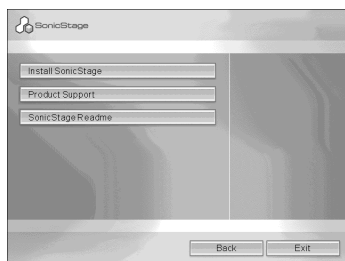 SonicStage
Install SonicStage
Product Support
SonicStage Readme
Back
Exit